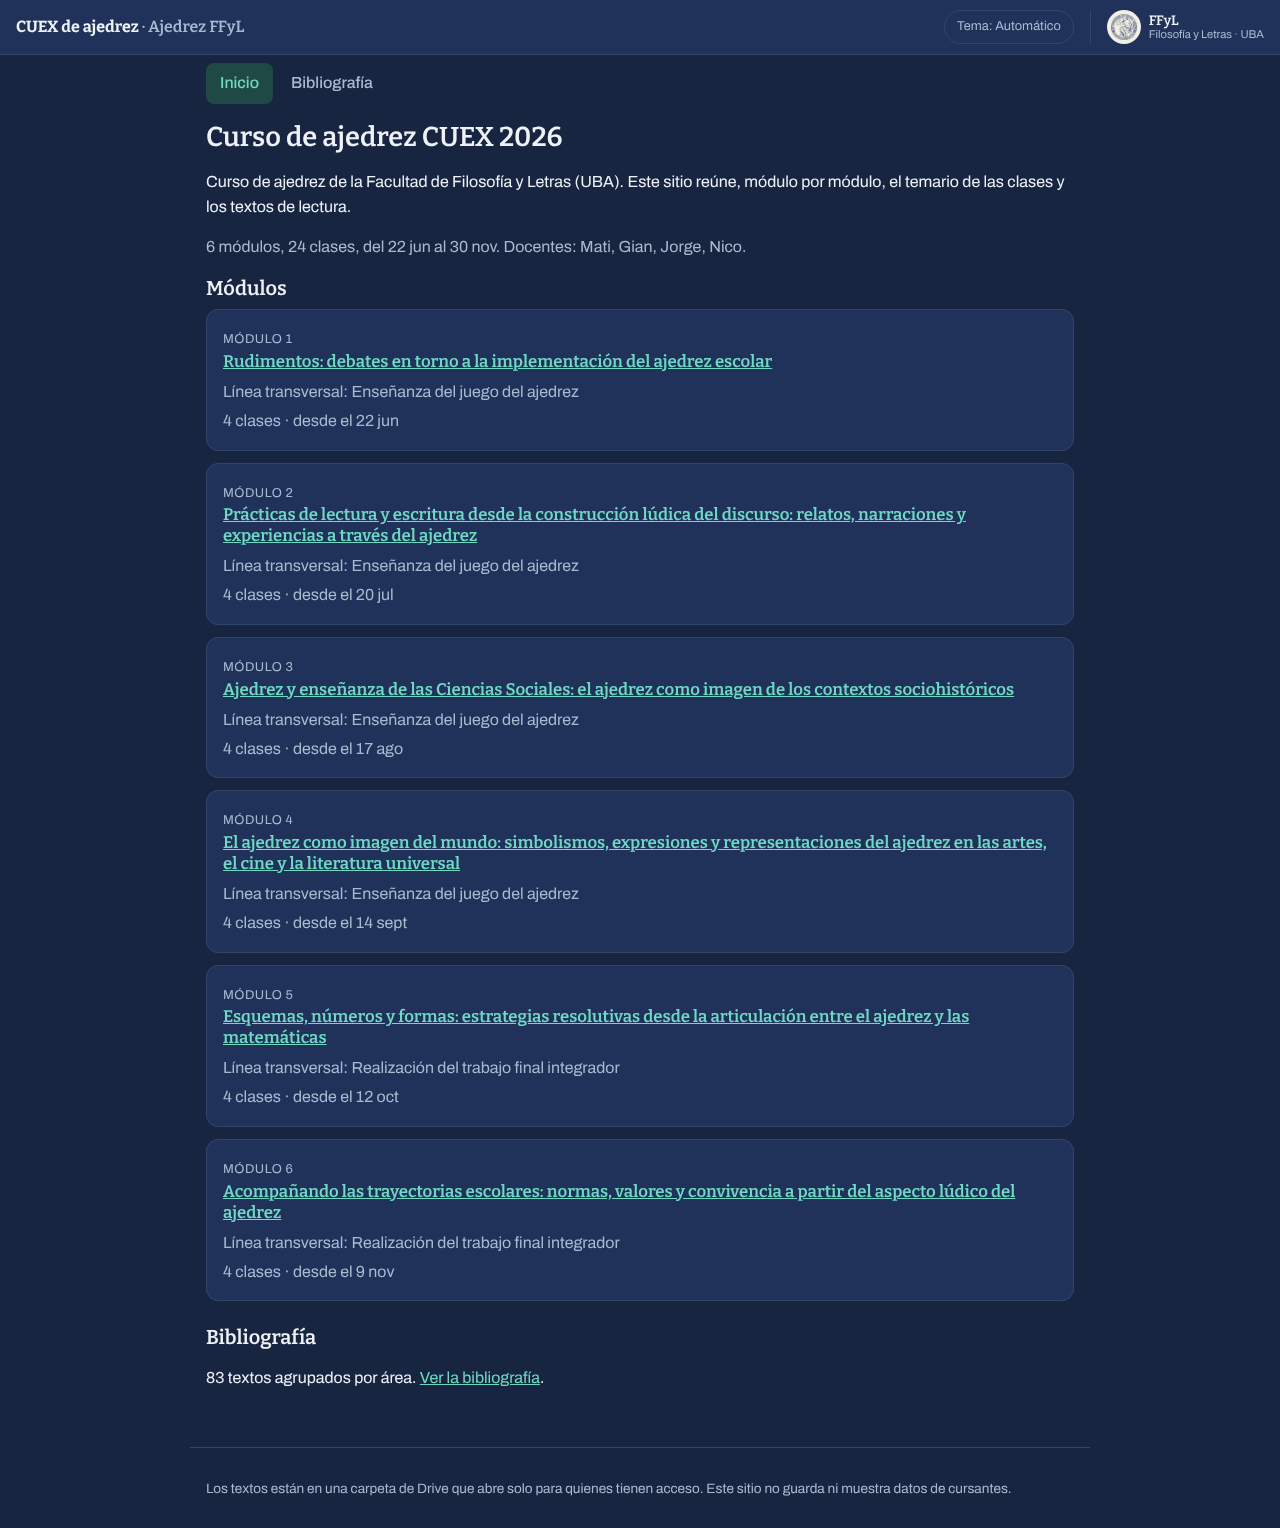 CUEX de ajedrez · Ajedrez FFyL
Tema: Automático
FFyL
Filosofía y Letras · UBA
Inicio
Bibliografía
Curso de ajedrez CUEX 2026
Curso de ajedrez de la Facultad de Filosofía y Letras (UBA). Este sitio reúne, módulo por módulo, el temario de las clases y
los textos de lectura.
6 módulos, 24 clases, del 22 jun al 30 nov. Docentes: Mati, Gian, Jorge, Nico.
Módulos
MÓDULO 1
Rudimentos: debates en torno a la implementación del ajedrez escolar
Línea transversal: Enseñanza del juego del ajedrez
4 clases · desde el 22 jun
MÓDULO 2
Prácticas de lectura y escritura desde la construcción lúdica del discurso: relatos, narraciones y
experiencias a través del ajedrez
Línea transversal: Enseñanza del juego del ajedrez
4 clases · desde el 20 jul
MÓDULO 3
Ajedrez y enseñanza de las Ciencias Sociales: el ajedrez como imagen de los contextos sociohistóricos
Línea transversal: Enseñanza del juego del ajedrez
4 clases · desde el 17 ago
MÓDULO 4
El ajedrez como imagen del mundo: simbolismos, expresiones y representaciones del ajedrez en las artes,
el cine y la literatura universal
Línea transversal: Enseñanza del juego del ajedrez
4 clases · desde el 14 sept
MÓDULO 5
Esquemas, números y formas: estrategias resolutivas desde la articulación entre el ajedrez y las
matemáticas
Línea transversal: Realización del trabajo final integrador
4 clases · desde el 12 oct
MÓDULO 6
Acompañando las trayectorias escolares: normas, valores y convivencia a partir del aspecto lúdico del
ajedrez
Línea transversal: Realización del trabajo final integrador
4 clases · desde el 9 nov
Bibliografía
83 textos agrupados por área. Ver la bibliografía.
Los textos están en una carpeta de Drive que abre solo para quienes tienen acceso. Este sitio no guarda ni muestra datos de cursantes.